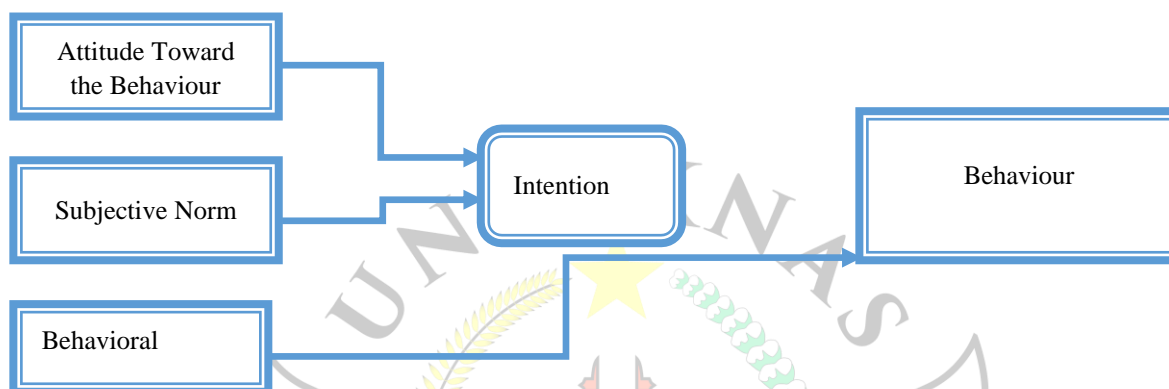 Attitude Toward
the Behaviour
Subjective Norm
Behavioral
Intention
Behaviour